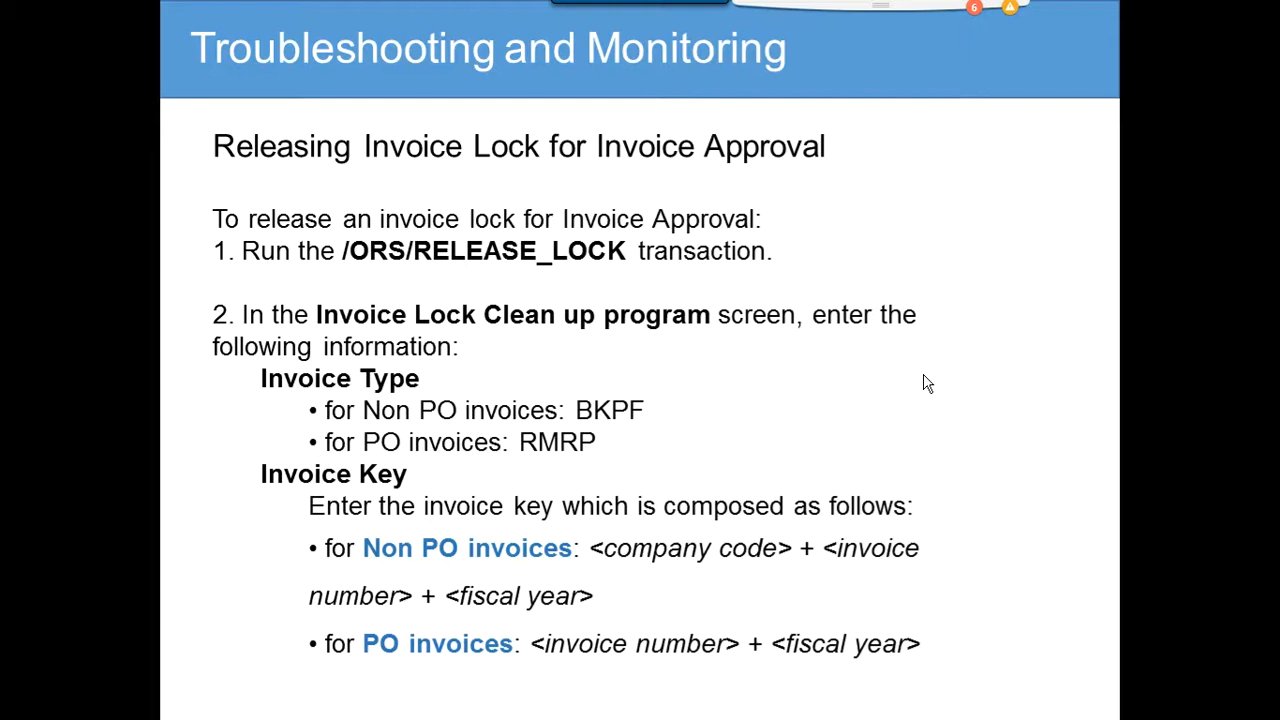 6
Troubleshooting and Monitoring
Releasing Invoice Lock for Invoice Approval
To release an invoice lock for Invoice Approval:
1. Run the /ORS/RELEASE_LOCK transaction.
2. In the Invoice Lock Clean up program screen, enter the
following information:
Invoice Type
• for Non PO invoices: BKPF
• for PO invoices: RMRP
Invoice Key
Enter the invoice key which is composed as follows:
• for Non PO invoices: <company code> + <invoice
number> + <fiscal year>
• for PO invoices: <invoice number> + <fiscal year>